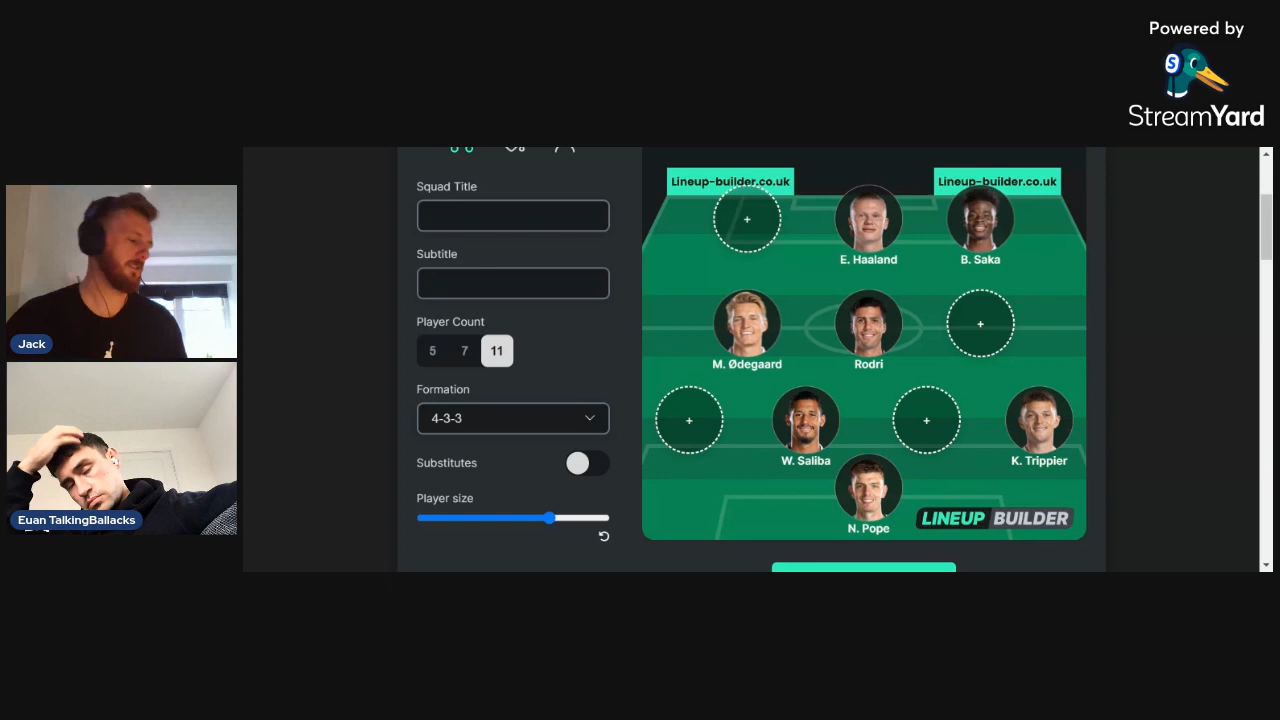 Powered by
StreamYard
Jack
Euan TalkingBallacks
Squad Title
Subtitle
Player Count
5 7 11
Formation
4-3-3
Substitutes
Player size
Lineup-builder.co.uk
Lineup-builder.co.uk
+
E. Haaland
B. Saka
M. Ødegaard
Rodri
+
+
W. Saliba
+
K. Trippier
N. Pope
LINEUP BUILDER